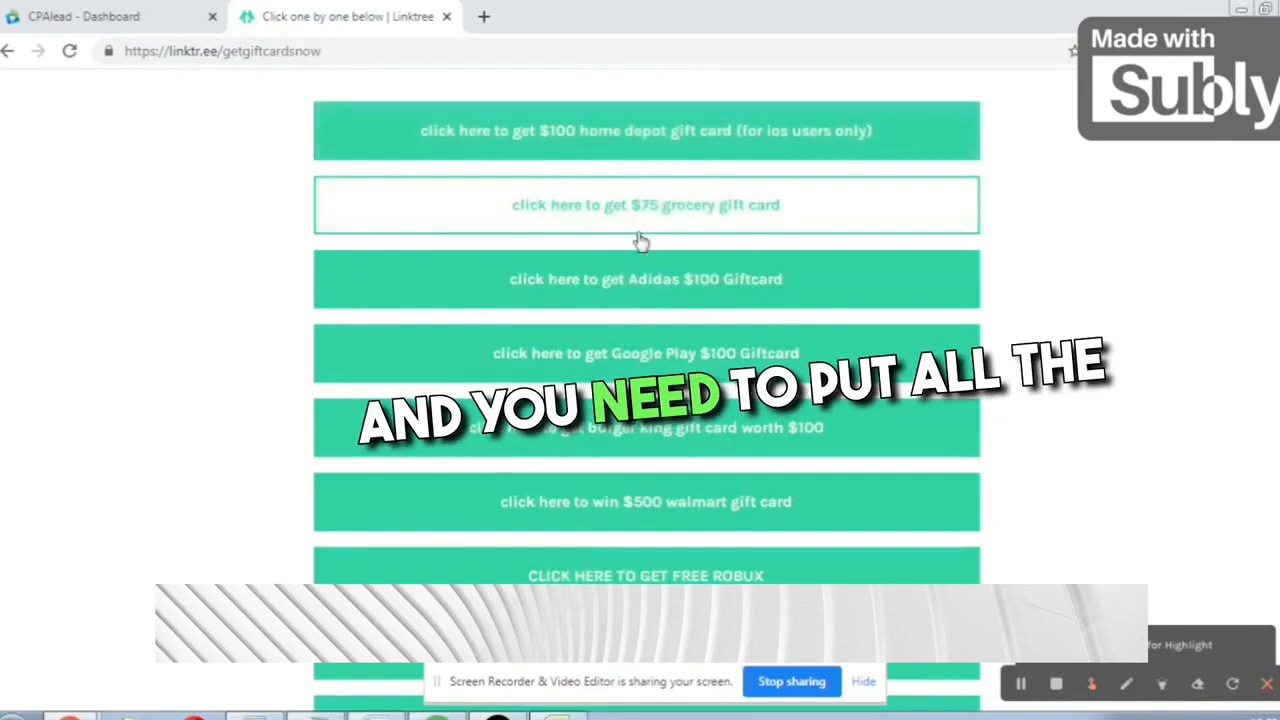 CPAlead - Dashboard
Click one by one below | Linktree
https://linktr.ee/getgiftcardsnow
Made with
Subly
click here to get $100 home depot gift card (for ios users only)
click here to get $75 grocery gift card
click here to get Adidas $100 Giftcard
click here to get Google Play $100 Giftcard
AND YOU NEED TO PUT ALL THE
get burger king gift card worth $100
click here to win $500 walmart gift card
CLICK HERE TO GET FREE ROBUX
for Highlight
Screen Recorder & Video Editor is sharing your screen.
Stop sharing
Hide